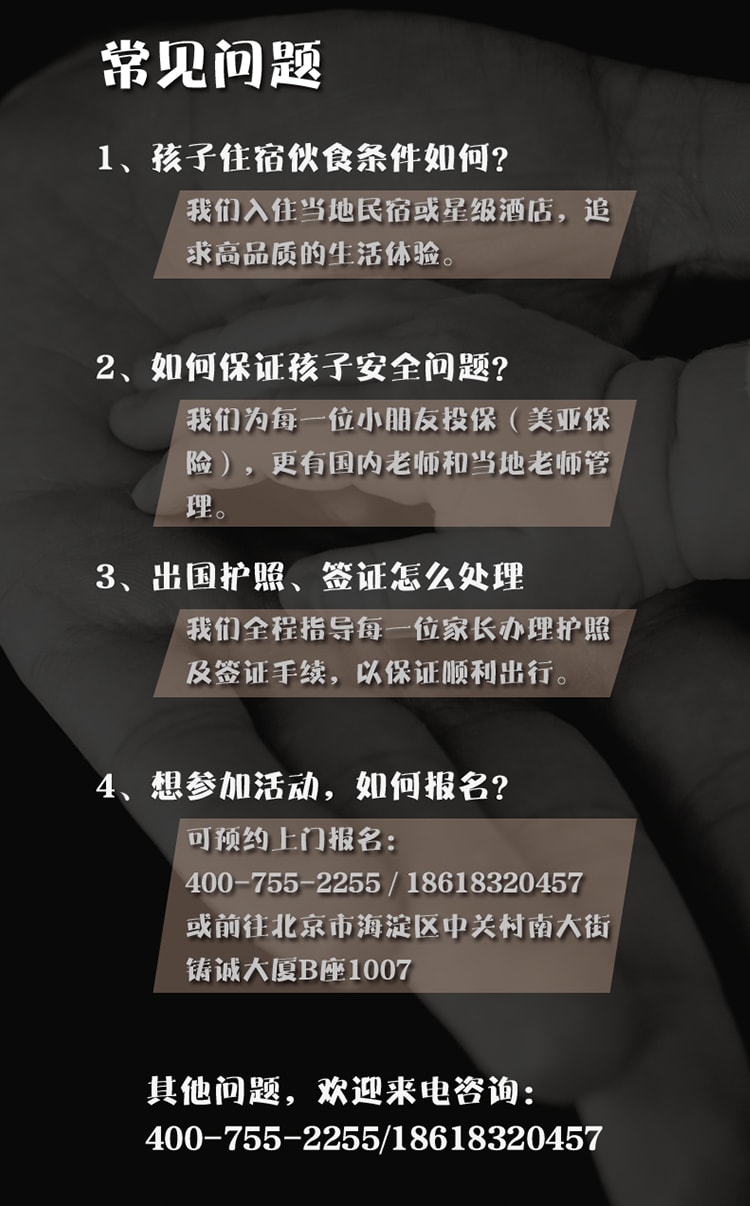 常见问题
1、孩子住宿伙食条件如何？
我们入住当地民宿或星级酒店，追
求高品质的生活体验。
2、如何保证孩子安全问题？
我们为每一位小朋友投保（美亚保
险），更有国内老师和当地老师管
理。
3、出国护照、签证怎么处理
我们全程指导每一位家长办理护照
及签证手续，以保证顺利出行。
4、想参加活动，如何报名？
可预约上门报名：
400-755-2255 / 18618320457
或前往北京市海淀区中关村南大街
铸诚大厦B座1007
其他问题，欢迎来电咨询：
400-755-2255/18618320457